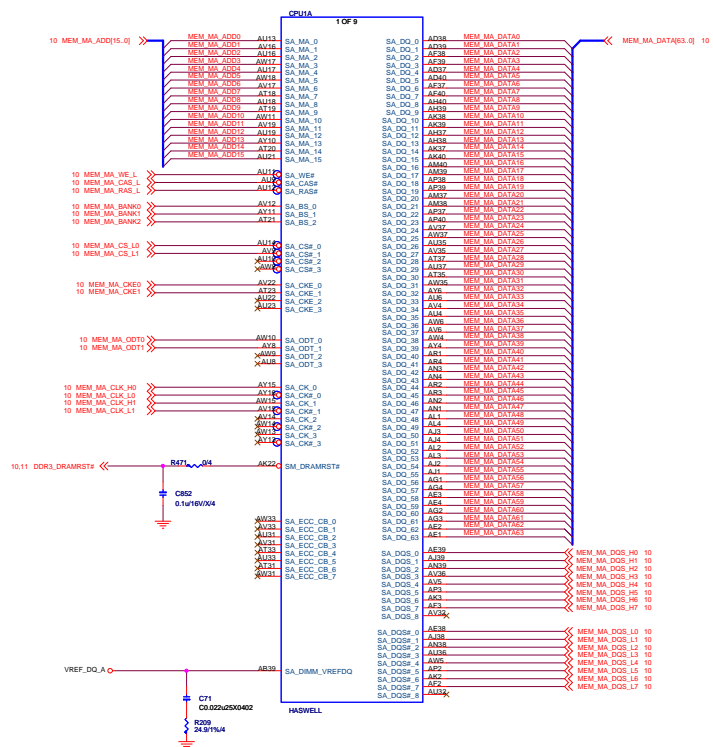 CPU1A
1 OF 9
10 MEM_MA_ADD[15..0]
MEM_MA_ADD0 AU13 SA_MA_0
MEM_MA_ADD1 AV16 SA_MA_1
MEM_MA_ADD2 AU16 SA_MA_2
MEM_MA_ADD3 AW17 SA_MA_3
MEM_MA_ADD4 AU17 SA_MA_4
MEM_MA_ADD5 AW18 SA_MA_5
MEM_MA_ADD6 AV17 SA_MA_6
MEM_MA_ADD7 AT18 SA_MA_7
MEM_MA_ADD8 AU18 SA_MA_8
MEM_MA_ADD9 AT19 SA_MA_9
MEM_MA_ADD10 AW11 SA_MA_10
MEM_MA_ADD11 AV19 SA_MA_11
MEM_MA_ADD12 AU19 SA_MA_12
MEM_MA_ADD13 AY10 SA_MA_13
MEM_MA_ADD14 AT20 SA_MA_14
MEM_MA_ADD15 AU21 SA_MA_15
10 MEM_MA_WE_L SA_WE#
10 MEM_MA_CAS_L SA_CAS#
10 MEM_MA_RAS_L SA_RAS#
10 MEM_MA_BANK0 AV12 SA_BS_0
10 MEM_MA_BANK1 AY11 SA_BS_1
10 MEM_MA_BANK2 AT21 SA_BS_2
10 MEM_MA_CS_L0 AU14 SA_CS#_0
10 MEM_MA_CS_L1 SA_CS#_1
SA_CS#_2
SA_CS#_3
10 MEM_MA_CKE0 AV22 SA_CKE_0
10 MEM_MA_CKE1 AT23 SA_CKE_1
AU22 SA_CKE_2
AU23 SA_CKE_3
10 MEM_MA_ODT0 AW10 SA_ODT_0
10 MEM_MA_ODT1 AY8 SA_ODT_1
AW9 SA_ODT_2
AU8 SA_ODT_3
10 MEM_MA_CLK_H0 AY15 SA_CK_0
10 MEM_MA_CLK_L0 AY16 SA_CK#_0
10 MEM_MA_CLK_H1 AW15 SA_CK_1
10 MEM_MA_CLK_L1 AV15 SA_CK#_1
AV14 SA_CK_2
AW14 SA_CK#_2
AW13 SA_CK_3
AY13 SA_CK#_3
10,11 DDR3_DRAMRST# R471 0/4 AK22 SM_DRAMRST#
C852
0.1u/16V/X/4
AW33 SA_ECC_CB_0
AV33 SA_ECC_CB_1
AU31 SA_ECC_CB_2
AV31 SA_ECC_CB_3
AT33 SA_ECC_CB_4
AU33 SA_ECC_CB_5
AT31 SA_ECC_CB_6
AW31 SA_ECC_CB_7
VREF_DQ_A AB39 SA_DIMM_VREFDQ
C71
C0.022u25X0402
R209
24.9/1%/4
HASWELL
MEM_MA_DATA[63..0] 10
SA_DQ_0 AD38 MEM_MA_DATA0
SA_DQ_1 AD39 MEM_MA_DATA1
SA_DQ_2 AF38 MEM_MA_DATA2
SA_DQ_3 AF39 MEM_MA_DATA3
SA_DQ_4 AD37 MEM_MA_DATA4
SA_DQ_5 AD40 MEM_MA_DATA5
SA_DQ_6 AF37 MEM_MA_DATA6
SA_DQ_7 AF40 MEM_MA_DATA7
SA_DQ_8 AH40 MEM_MA_DATA8
SA_DQ_9 AH39 MEM_MA_DATA9
SA_DQ_10 AK38 MEM_MA_DATA10
SA_DQ_11 AK39 MEM_MA_DATA11
SA_DQ_12 AH37 MEM_MA_DATA12
SA_DQ_13 AH38 MEM_MA_DATA13
SA_DQ_14 AK37 MEM_MA_DATA14
SA_DQ_15 AK40 MEM_MA_DATA15
SA_DQ_16 AM40 MEM_MA_DATA16
SA_DQ_17 AM39 MEM_MA_DATA17
SA_DQ_18 AP38 MEM_MA_DATA18
SA_DQ_19 AP39 MEM_MA_DATA19
SA_DQ_20 AM37 MEM_MA_DATA20
SA_DQ_21 AM38 MEM_MA_DATA21
SA_DQ_22 AP37 MEM_MA_DATA22
SA_DQ_23 AP40 MEM_MA_DATA23
SA_DQ_24 AV37 MEM_MA_DATA24
SA_DQ_25 AW37 MEM_MA_DATA25
SA_DQ_26 AU35 MEM_MA_DATA26
SA_DQ_27 AV35 MEM_MA_DATA27
SA_DQ_28 AT37 MEM_MA_DATA28
SA_DQ_29 AU37 MEM_MA_DATA29
SA_DQ_30 AT35 MEM_MA_DATA30
SA_DQ_31 AW35 MEM_MA_DATA31
SA_DQ_32 AY6 MEM_MA_DATA32
SA_DQ_33 AU6 MEM_MA_DATA33
SA_DQ_34 AV4 MEM_MA_DATA34
SA_DQ_35 AU4 MEM_MA_DATA35
SA_DQ_36 AW6 MEM_MA_DATA36
SA_DQ_37 AV6 MEM_MA_DATA37
SA_DQ_38 AW4 MEM_MA_DATA38
SA_DQ_39 AY4 MEM_MA_DATA39
SA_DQ_40 AR1 MEM_MA_DATA40
SA_DQ_41 AR4 MEM_MA_DATA41
SA_DQ_42 AN3 MEM_MA_DATA42
SA_DQ_43 AN4 MEM_MA_DATA43
SA_DQ_44 AR2 MEM_MA_DATA44
SA_DQ_45 AR3 MEM_MA_DATA45
SA_DQ_46 AN2 MEM_MA_DATA46
SA_DQ_47 AN1 MEM_MA_DATA47
SA_DQ_48 AL1 MEM_MA_DATA48
SA_DQ_49 AL4 MEM_MA_DATA49
SA_DQ_50 AJ3 MEM_MA_DATA50
SA_DQ_51 AJ4 MEM_MA_DATA51
SA_DQ_52 AL2 MEM_MA_DATA52
SA_DQ_53 AL3 MEM_MA_DATA53
SA_DQ_54 AJ2 MEM_MA_DATA54
SA_DQ_55 AJ1 MEM_MA_DATA55
SA_DQ_56 AG1 MEM_MA_DATA56
SA_DQ_57 AG4 MEM_MA_DATA57
SA_DQ_58 AE3 MEM_MA_DATA58
SA_DQ_59 AE4 MEM_MA_DATA59
SA_DQ_60 AG2 MEM_MA_DATA60
SA_DQ_61 AG3 MEM_MA_DATA61
SA_DQ_62 AE2 MEM_MA_DATA62
SA_DQ_63 AE1 MEM_MA_DATA63
SA_DQS_0 AE39 MEM_MA_DQS_H0 10
SA_DQS_1 AJ39 MEM_MA_DQS_H1 10
SA_DQS_2 AN39 MEM_MA_DQS_H2 10
SA_DQS_3 AV36 MEM_MA_DQS_H3 10
SA_DQS_4 AV5 MEM_MA_DQS_H4 10
SA_DQS_5 AP3 MEM_MA_DQS_H5 10
SA_DQS_6 AK3 MEM_MA_DQS_H6 10
SA_DQS_7 AF3 MEM_MA_DQS_H7 10
SA_DQS_8 AV32
SA_DQS#_0 AE38 MEM_MA_DQS_L0 10
SA_DQS#_1 AJ38 MEM_MA_DQS_L1 10
SA_DQS#_2 AN38 MEM_MA_DQS_L2 10
SA_DQS#_3 AU36 MEM_MA_DQS_L3 10
SA_DQS#_4 AW5 MEM_MA_DQS_L4 10
SA_DQS#_5 AP2 MEM_MA_DQS_L5 10
SA_DQS#_6 AK2 MEM_MA_DQS_L6 10
SA_DQS#_7 AF2 MEM_MA_DQS_L7 10
SA_DQS#_8 AU32